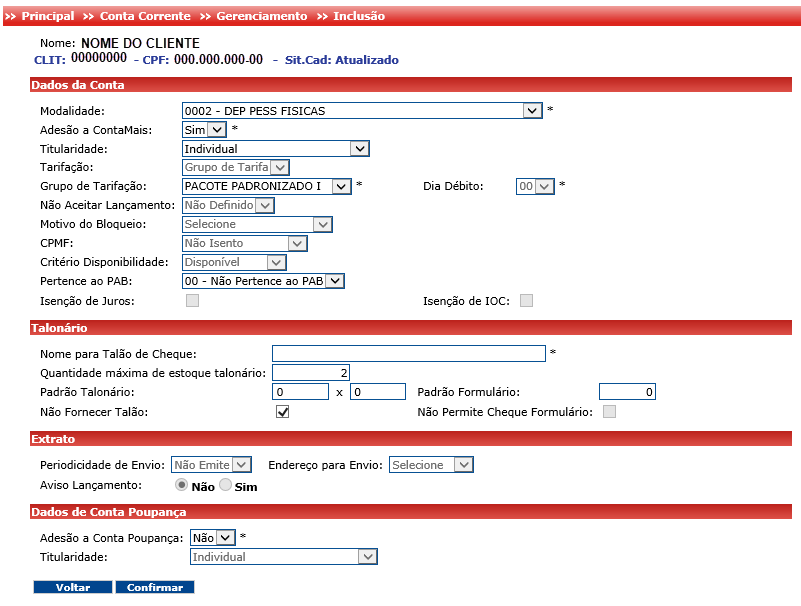 >> Principal >> Conta Corrente >> Gerenciamento >> Inclusão
Nome: NOME DO CLIENTE
CLIT: 00000000 - CPF: 000.000.000-00 - Sit.Cad: Atualizado
Dados da Conta
Modalidade: 0002 - DEP PESS FISICAS *
Adesão a ContaMais: Sim *
Titularidade: Individual
Tarifação: Grupo de Tarifa
Grupo de Tarifação: PACOTE PADRONIZADO I * Dia Débito: 00 *
Não Aceitar Lançamento: Não Definido
Motivo do Bloqueio: Selecione
CPMF: Não Isento
Critério Disponibilidade: Disponível
Pertence ao PAB: 00 - Não Pertence ao PAB
Isenção de Juros: Isenção de IOC:
Talonário
Nome para Talão de Cheque: *
Quantidade máxima de estoque talonário: 2
Padrão Talonário: 0 x 0 Padrão Formulário: 0
Não Fornecer Talão: Não Permite Cheque Formulário:
Extrato
Periodicidade de Envio: Não Emite Endereço para Envio: Selecione
Aviso Lançamento: Não Sim
Dados de Conta Poupança
Adesão a Conta Poupança: Não *
Titularidade: Individual
Voltar Confirmar